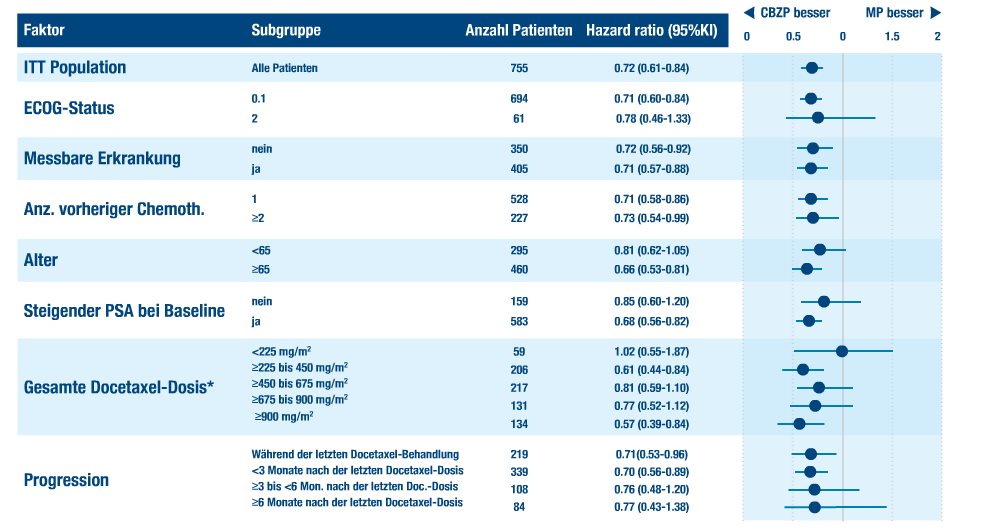 ◀ CBZP besser MP besser ▶
Faktor Subgruppe Anzahl Patienten Hazard ratio (95%KI) 0 0.5 0 1.5 2
ITT Population Alle Patienten 755 0.72 (0.61-0.84)
ECOG-Status
0.1 694 0.71 (0.60-0.84)
2 61 0.78 (0.46-1.33)
Messbare Erkrankung
nein 350 0.72 (0.56-0.92)
ja 405 0.71 (0.57-0.88)
Anz. vorheriger Chemoth.
1 528 0.71 (0.58-0.86)
≥2 227 0.73 (0.54-0.99)
Alter
<65 295 0.81 (0.62-1.05)
≥65 460 0.66 (0.53-0.81)
Steigender PSA bei Baseline
nein 159 0.85 (0.60-1.20)
ja 583 0.68 (0.56-0.82)
Gesamte Docetaxel-Dosis*
<225 mg/m² 59 1.02 (0.55-1.87)
≥225 bis 450 mg/m² 206 0.61 (0.44-0.84)
≥450 bis 675 mg/m² 217 0.81 (0.59-1.10)
≥675 bis 900 mg/m² 131 0.77 (0.52-1.12)
≥900 mg/m² 134 0.57 (0.39-0.84)
Progression
Während der letzten Docetaxel-Behandlung 219 0.71(0.53-0.96)
<3 Monate nach der letzten Docetaxel-Dosis 339 0.70 (0.56-0.89)
≥3 bis <6 Mon. nach der letzten Doc.-Dosis 108 0.76 (0.48-1.20)
≥6 Monate nach der letzten Docetaxel-Dosis 84 0.77 (0.43-1.38)